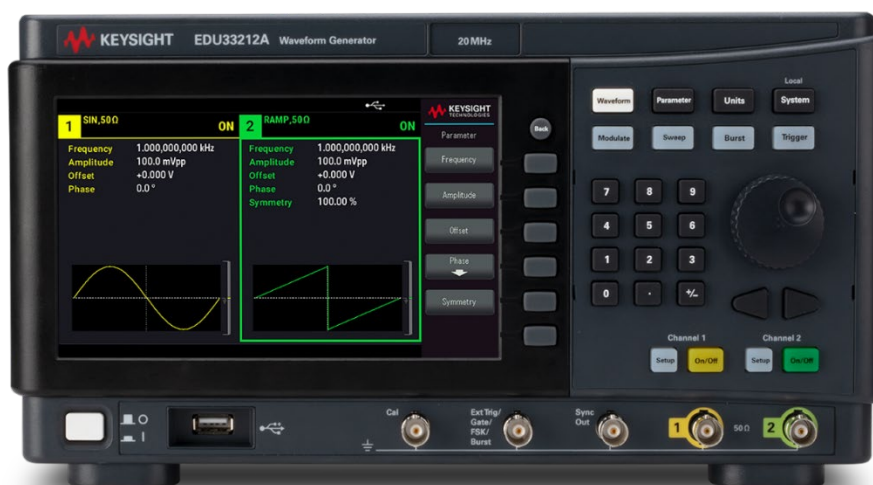 KEYSIGHT EDU33212A Waveform Generator 20 MHz
1 SIN,50Ω ON
Frequency 1.000,000,000 kHz
Amplitude 100.0 mVpp
Offset +0.000 V
Phase 0.0 °
2 RAMP,50Ω ON
Frequency 1.000,000,000 kHz
Amplitude 100.0 mVpp
Offset +0.000 V
Phase 0.0 °
Symmetry 100.00 %
KEYSIGHT
TECHNOLOGIES
Parameter
Frequency
Amplitude
Offset
Phase
Symmetry
Back
Local
Waveform Parameter Units System
Modulate Sweep Burst Trigger
7 8 9
4 5 6
1 2 3
0 . +/-
Channel 1 Channel 2
Setup On/Off Setup On/Off
Cal
Ext Trig/
Gate/
FSK/
Burst
Sync
Out
1 50 Ω 2